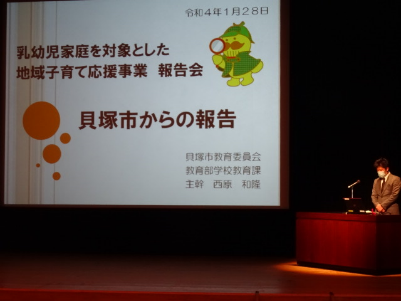 令和４年１月２８日
乳幼児家庭を対象とした
地域子育て応援事業　報告会
貝塚市からの報告
貝塚市教育委員会
教育部学校教育課
主幹　西原　和隆